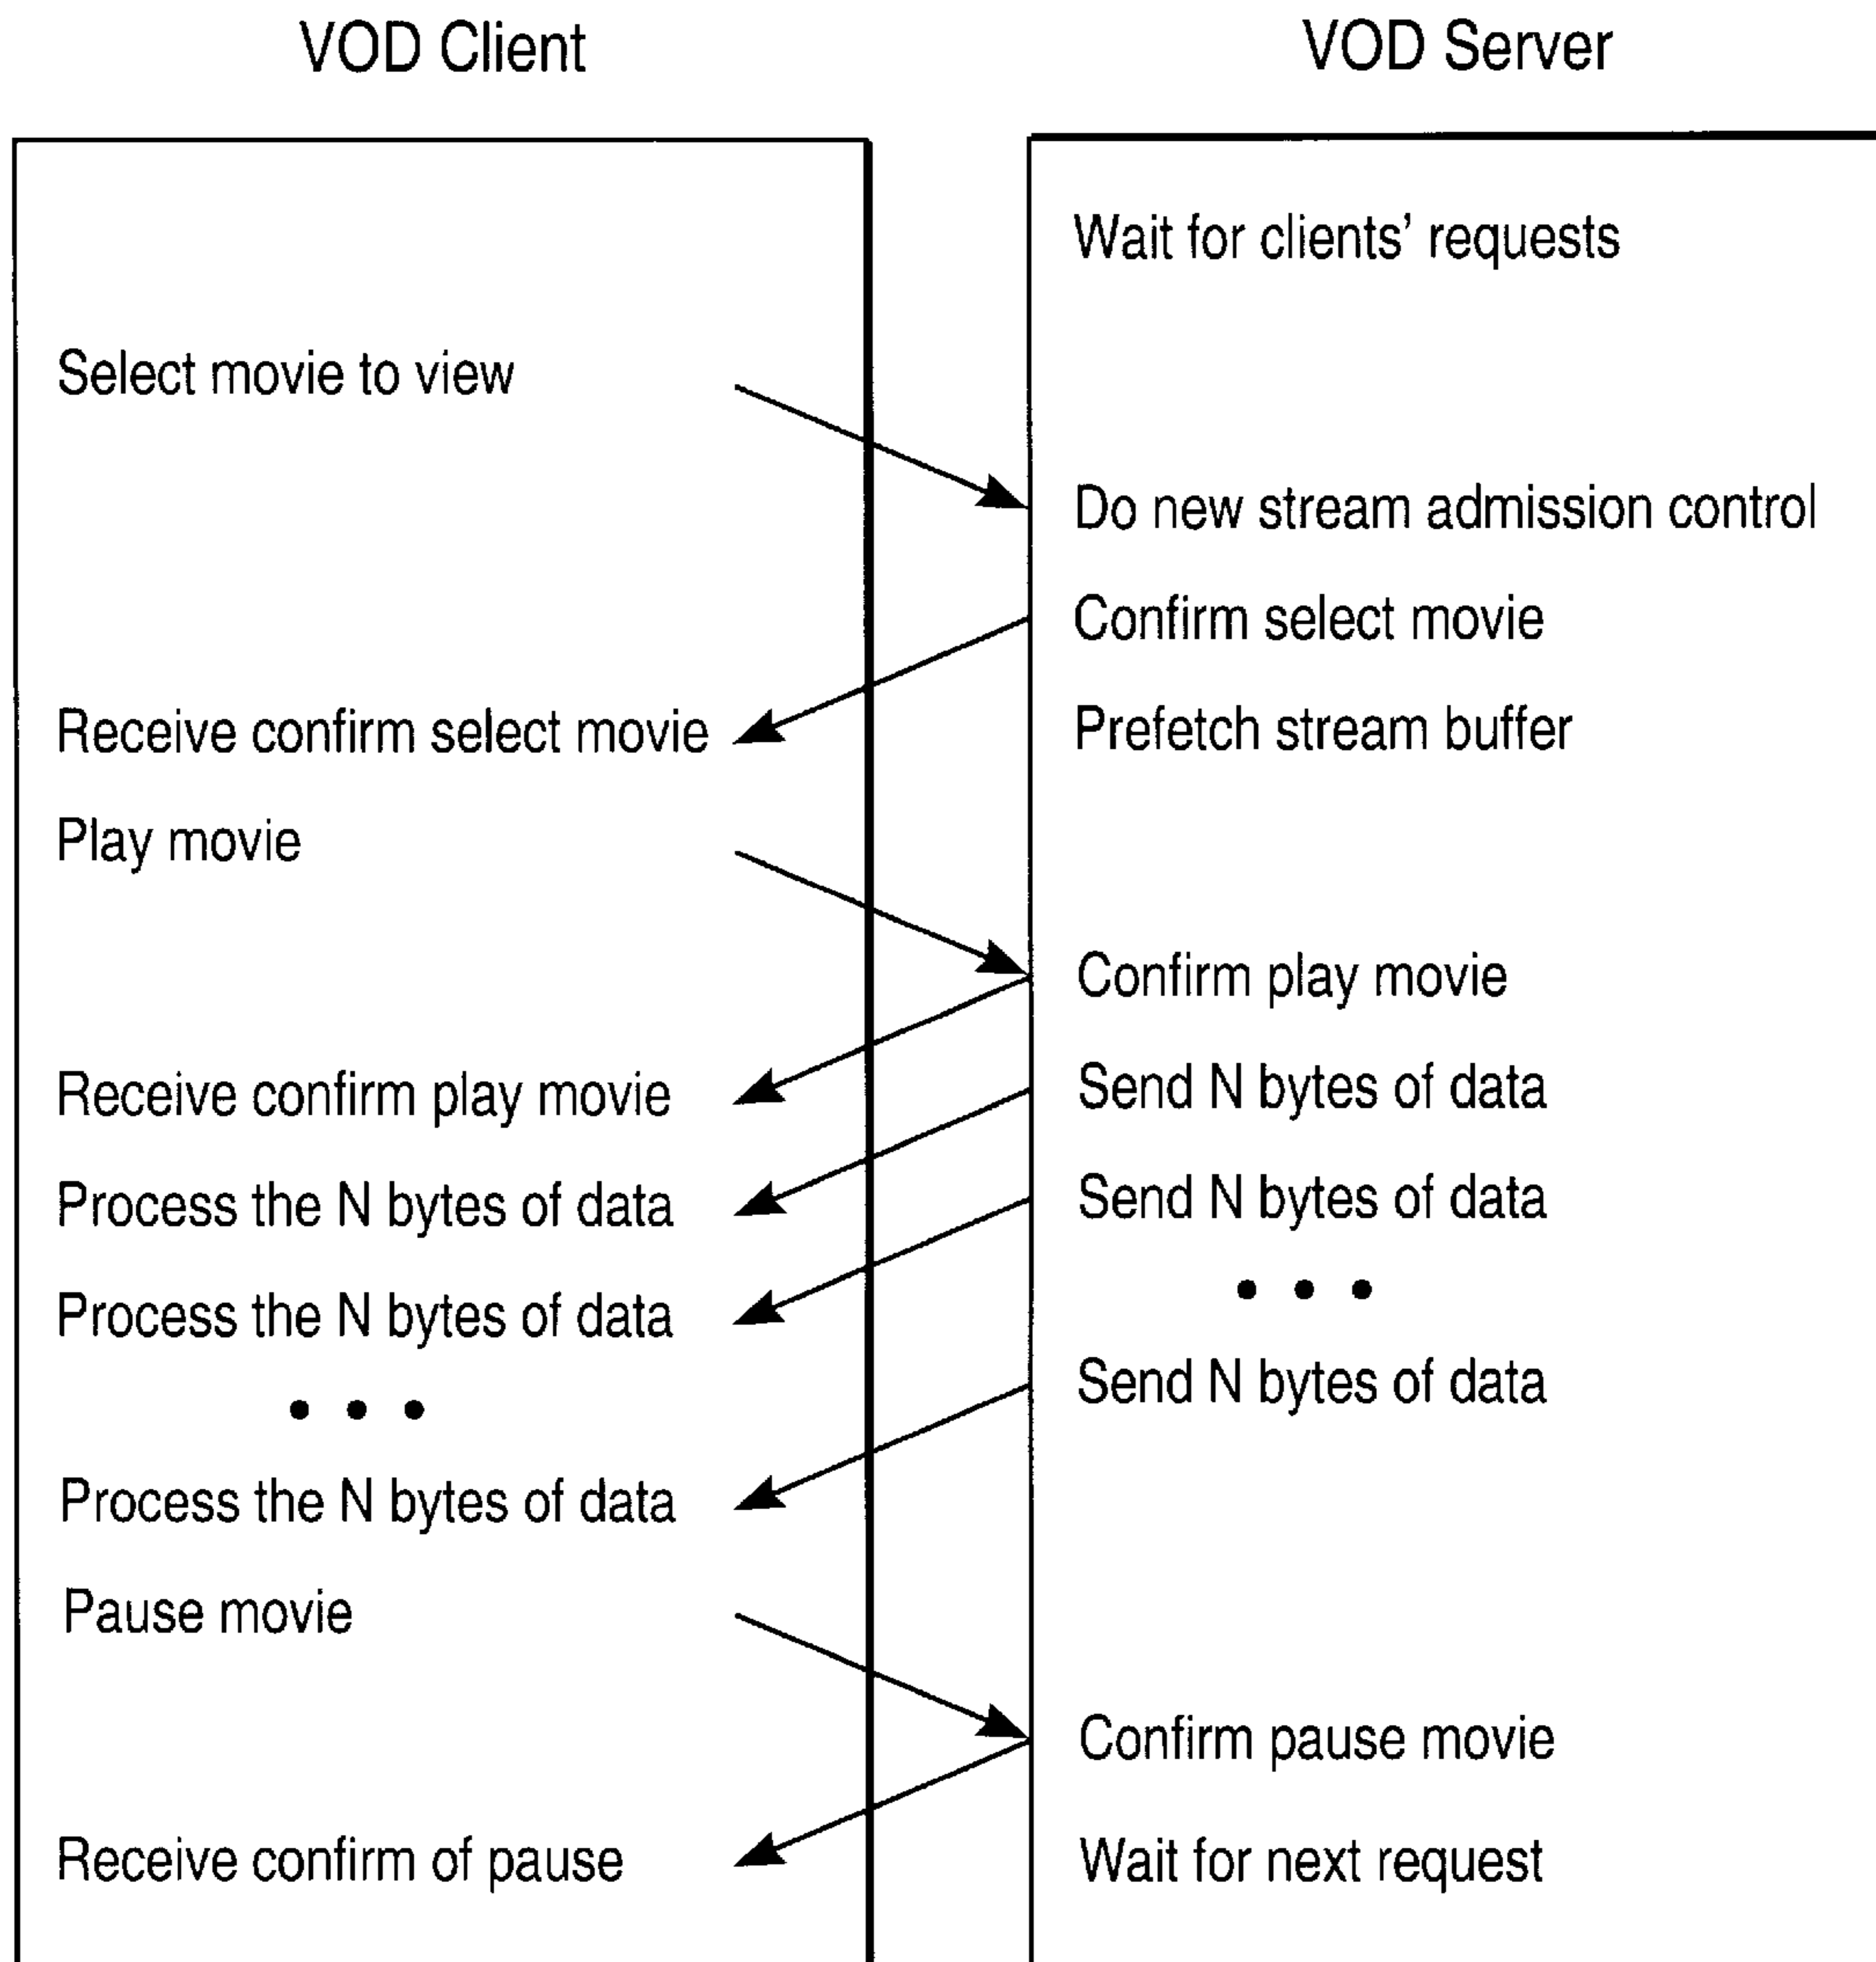 VOD Client
VOD Server
Wait for clients' requests
Select movie to view
Do new stream admission control
Confirm select movie
Receive confirm select movie
Prefetch stream buffer
Play movie
Confirm play movie
Receive confirm play movie
Send N bytes of data
Process the N bytes of data
Send N bytes of data
Process the N bytes of data
• • •
Send N bytes of data
• • •
Process the N bytes of data
Pause movie
Confirm pause movie
Receive confirm of pause
Wait for next request